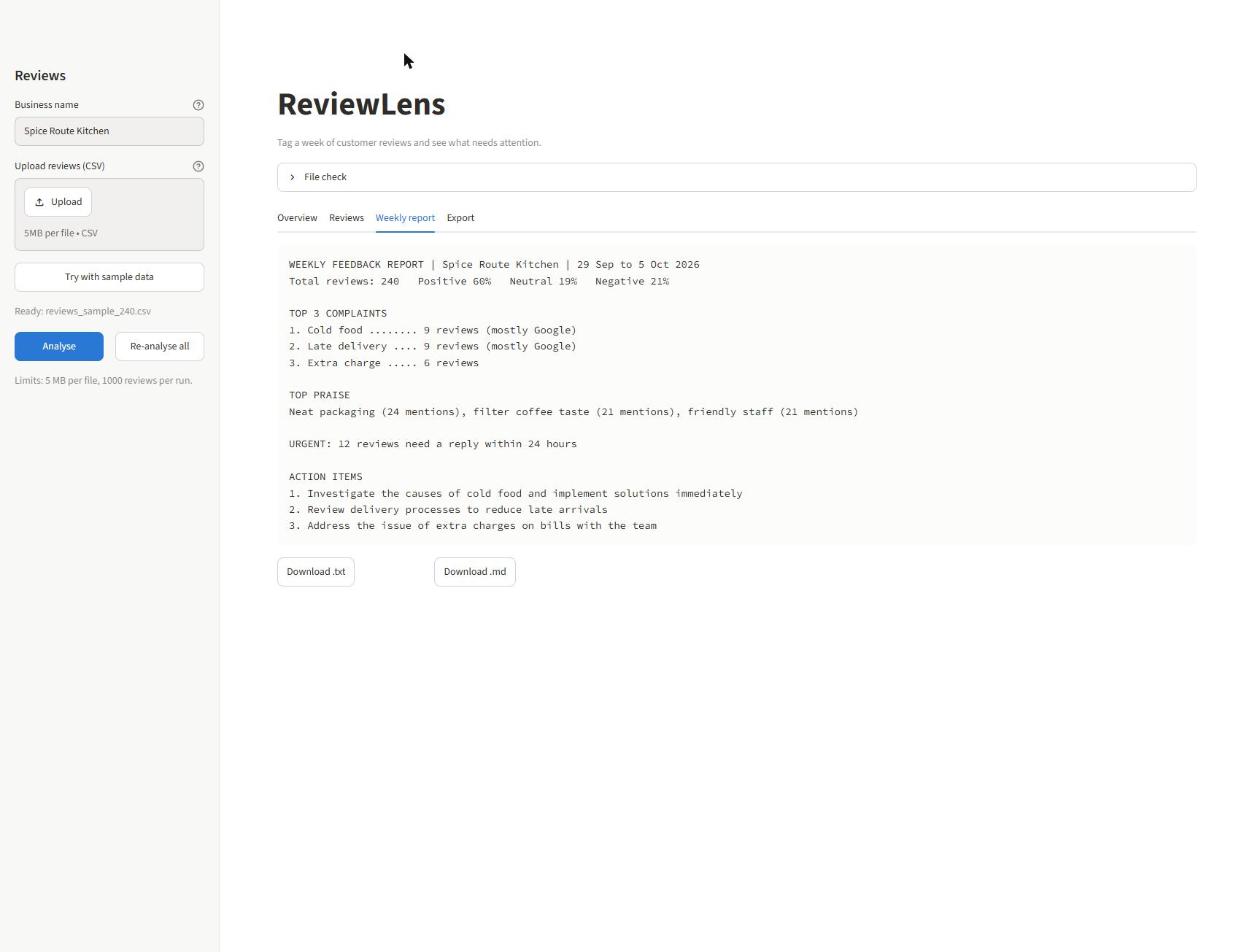 Reviews
Business name
Spice Route Kitchen
Upload reviews (CSV)
Upload
5MB per file • CSV
Try with sample data
Ready: reviews_sample_240.csv
Analyse
Re-analyse all
Limits: 5 MB per file, 1000 reviews per run.
ReviewLens
Tag a week of customer reviews and see what needs attention.
File check
Overview Reviews Weekly report Export
WEEKLY FEEDBACK REPORT | Spice Route Kitchen | 29 Sep to 5 Oct 2026
Total reviews: 240   Positive 60%   Neutral 19%   Negative 21%
TOP 3 COMPLAINTS
1. Cold food ........ 9 reviews (mostly Google)
2. Late delivery .... 9 reviews (mostly Google)
3. Extra charge ..... 6 reviews
TOP PRAISE
Neat packaging (24 mentions), filter coffee taste (21 mentions), friendly staff (21 mentions)
URGENT: 12 reviews need a reply within 24 hours
ACTION ITEMS
1. Investigate the causes of cold food and implement solutions immediately
2. Review delivery processes to reduce late arrivals
3. Address the issue of extra charges on bills with the team
Download .txt
Download .md